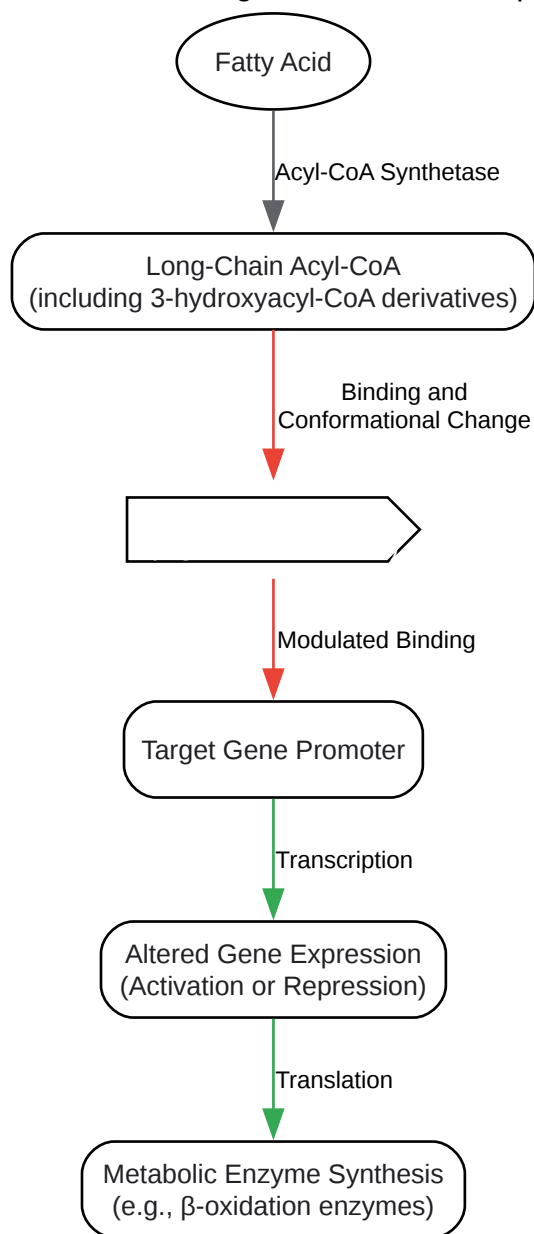 Fatty Acid
Acyl-CoA Synthetase
Long-Chain Acyl-CoA
(including 3-hydroxyacyl-CoA derivatives)
Binding and
Conformational Change
Modulated Binding
Target Gene Promoter
Transcription
Altered Gene Expression
(Activation or Repression)
Translation
Metabolic Enzyme Synthesis
(e.g., β-oxidation enzymes)